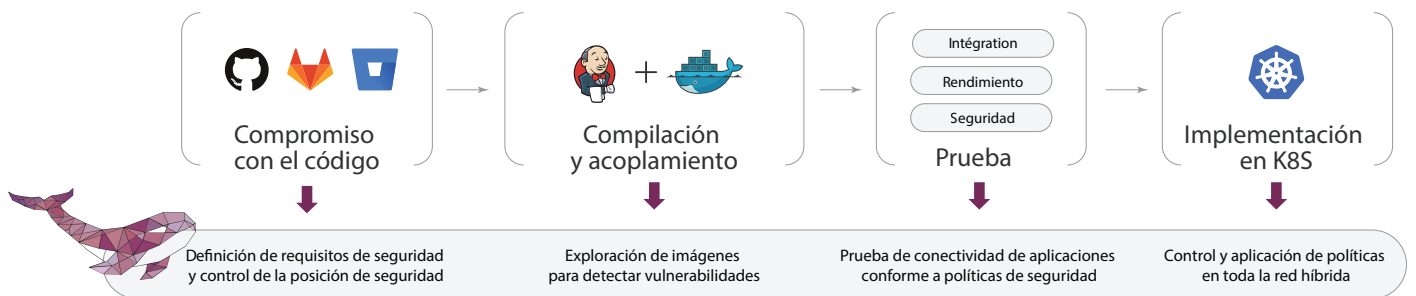 Compromiso
con el código
Compilación
y acoplamiento
Intégration
Rendimiento
Seguridad
Prueba
Implementación
en K8S
Definición de requisitos de seguridad
y control de la posición de seguridad
Exploración de imágenes
para detectar vulnerabilidades
Prueba de conectividad de aplicaciones
conforme a políticas de seguridad
Control y aplicación de políticas
en toda la red híbrida